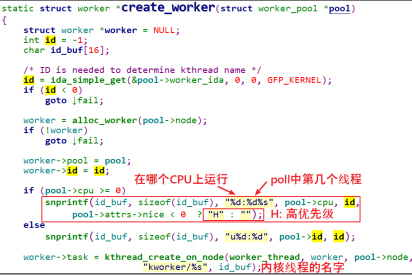 static struct worker *create_worker(struct worker_pool *pool)
{
struct worker *worker = NULL;
int id = -1;
char id_buf[16];
/* ID is needed to determine kthread name */
id = ida_simple_get(&pool->worker_ida, 0, 0, GFP_KERNEL);
if (id < 0)
goto ↓fail;
worker = alloc_worker(pool->node);
if (!worker)
goto ↓fail;
worker->pool = pool;
worker->id = id;
在哪个CPU上运行 poll中第几个线程
if (pool->cpu >= 0)
snprintf(id_buf, sizeof(id_buf), "%d:%d%s", pool->cpu, id,
pool->attrs->nice < 0 ? "H" : ""); H: 高优先级
else
snprintf(id_buf, sizeof(id_buf), "u%d:%d", pool->id, id);
worker->task = kthread_create_on_node(worker_thread, worker, pool->node,
"kworker/%s", id_buf); 内核线程的名字